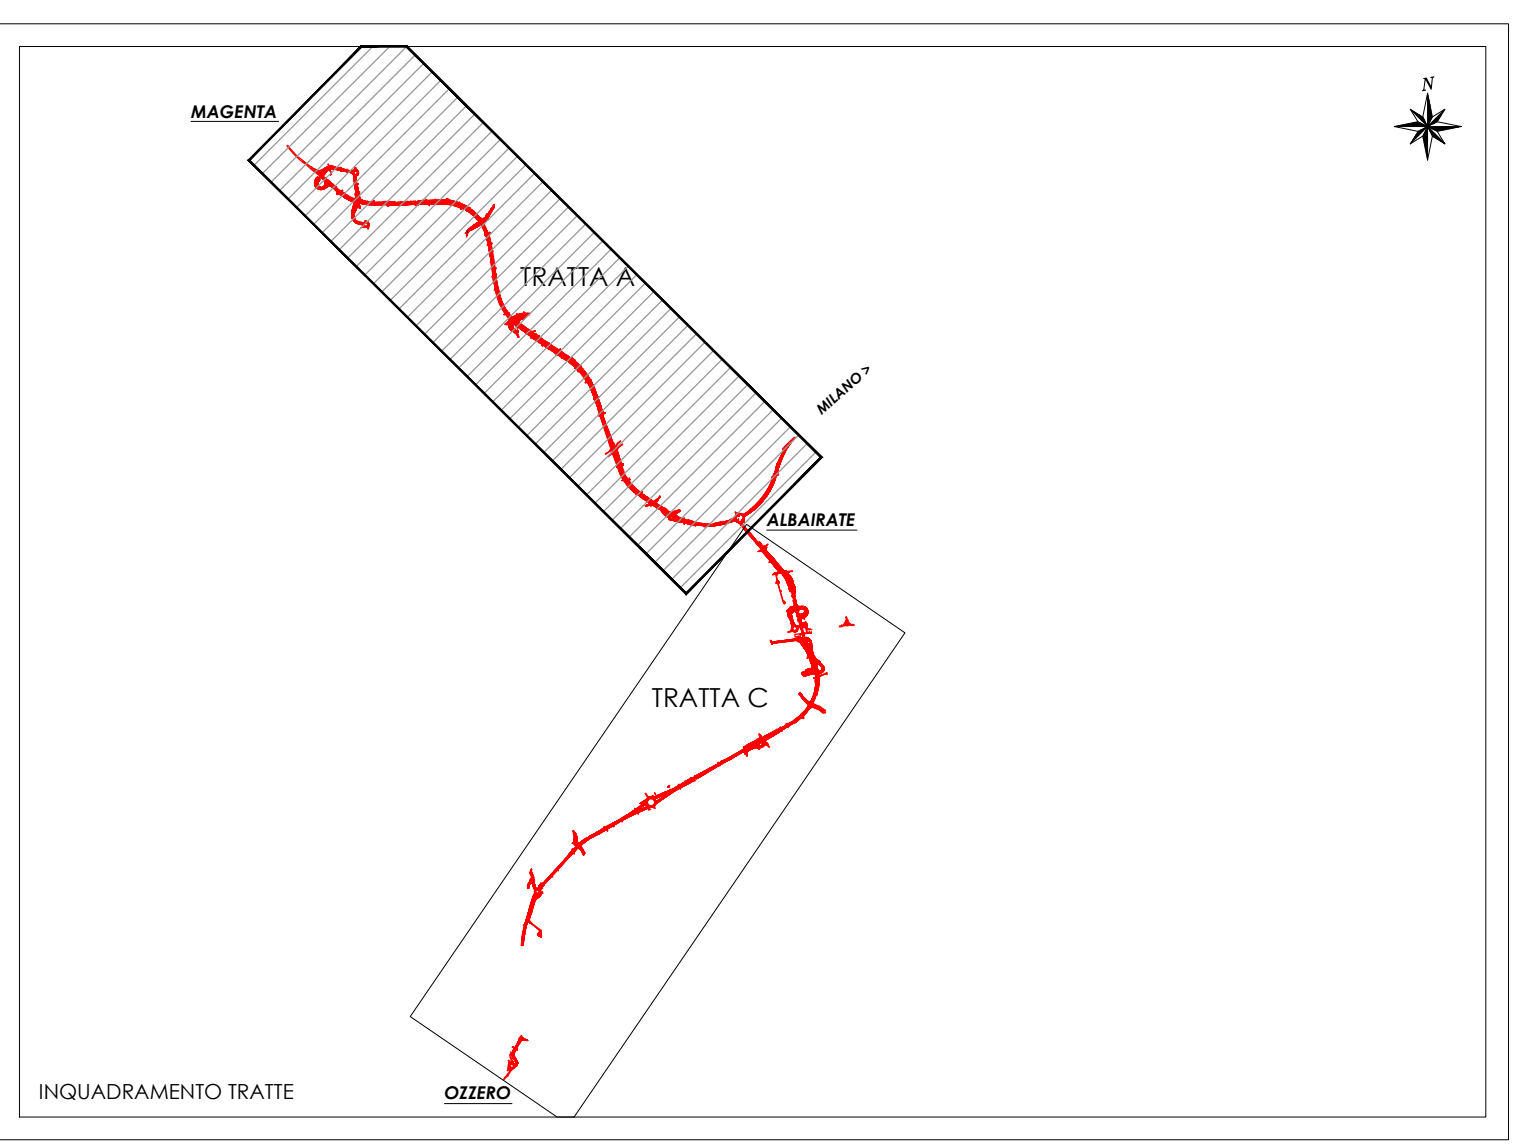 N
MAGENTA
TRATTA A
MILANO >
ALBAIRATE
TRATTA C
INQUADRAMENTO TRATTE
OZZERO